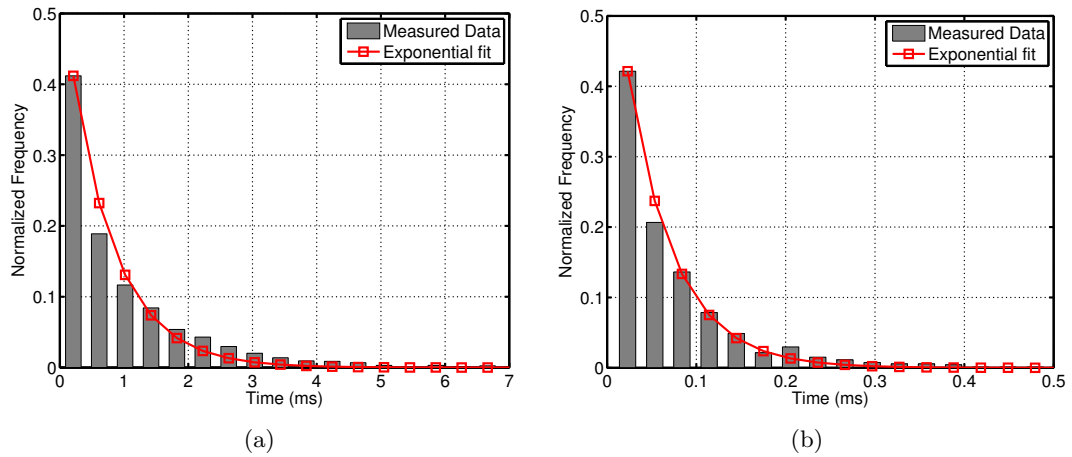 0.5
0.4
0.3
0.2
0.1
0
Normalized Frequency
Measured Data
Exponential fit
0 1 2 3 4 5 6 7
Time (ms)
(a)
0.5
0.4
0.3
0.2
0.1
0
Normalized Frequency
Measured Data
Exponential fit
0 0.1 0.2 0.3 0.4 0.5
Time (ms)
(b)